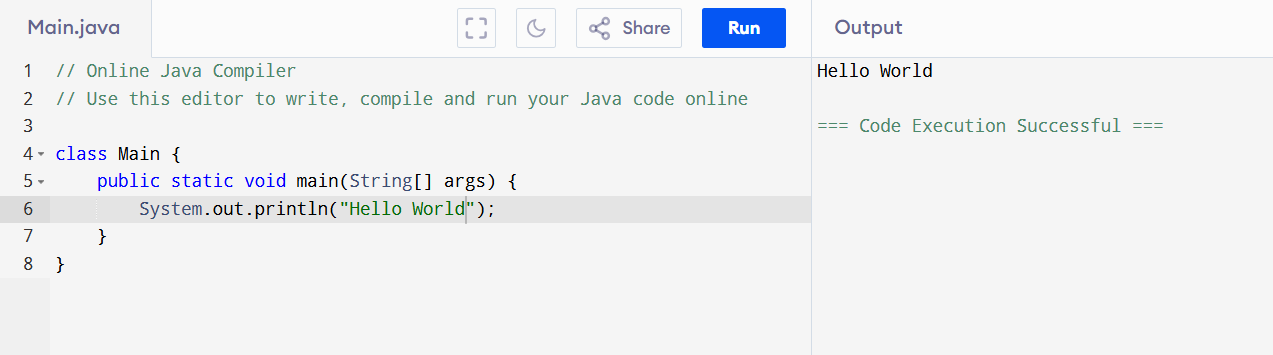 Main.java
Share
Run
Output
1 // Online Java Compiler
2 // Use this editor to write, compile and run your Java code online
3
4 class Main {
5     public static void main(String[] args) {
6         System.out.println("Hello World");
7     }
8 }
Hello World
=== Code Execution Successful ===